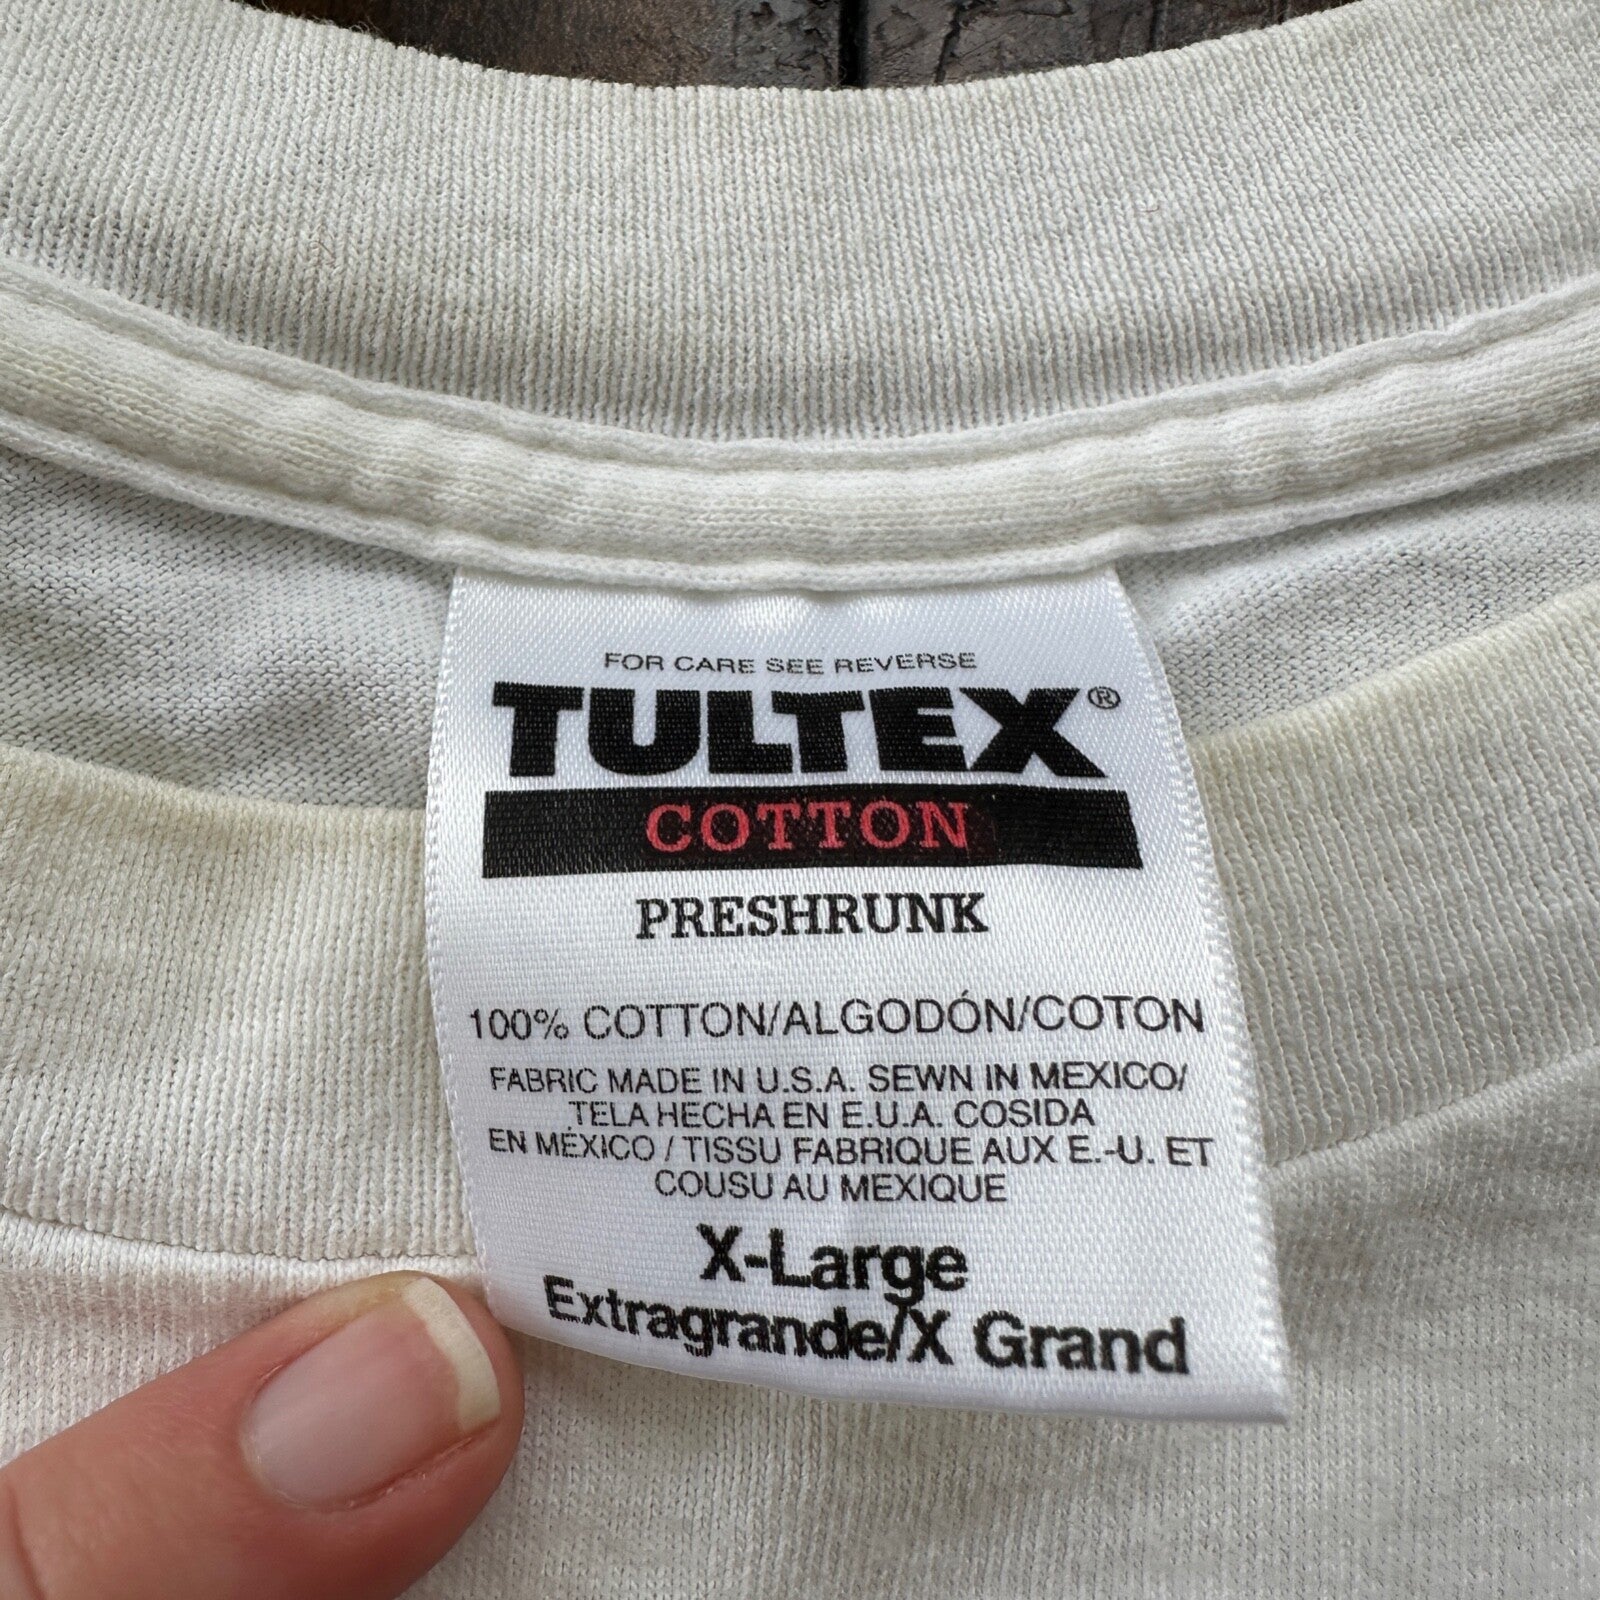 FOR CARE SEE REVERSE
TULTEX®
COTTON
PRESHRUNK
100% COTTON/ALGODÓN/COTON
FABRIC MADE IN U.S.A. SEWN IN MEXICO/
TELA HECHA EN E.U.A. COSIDA
EN MÉXICO / TISSU FABRIQUE AUX E.-U. ET
COUSU AU MEXIQUE
X-Large
Extragrande/X Grand